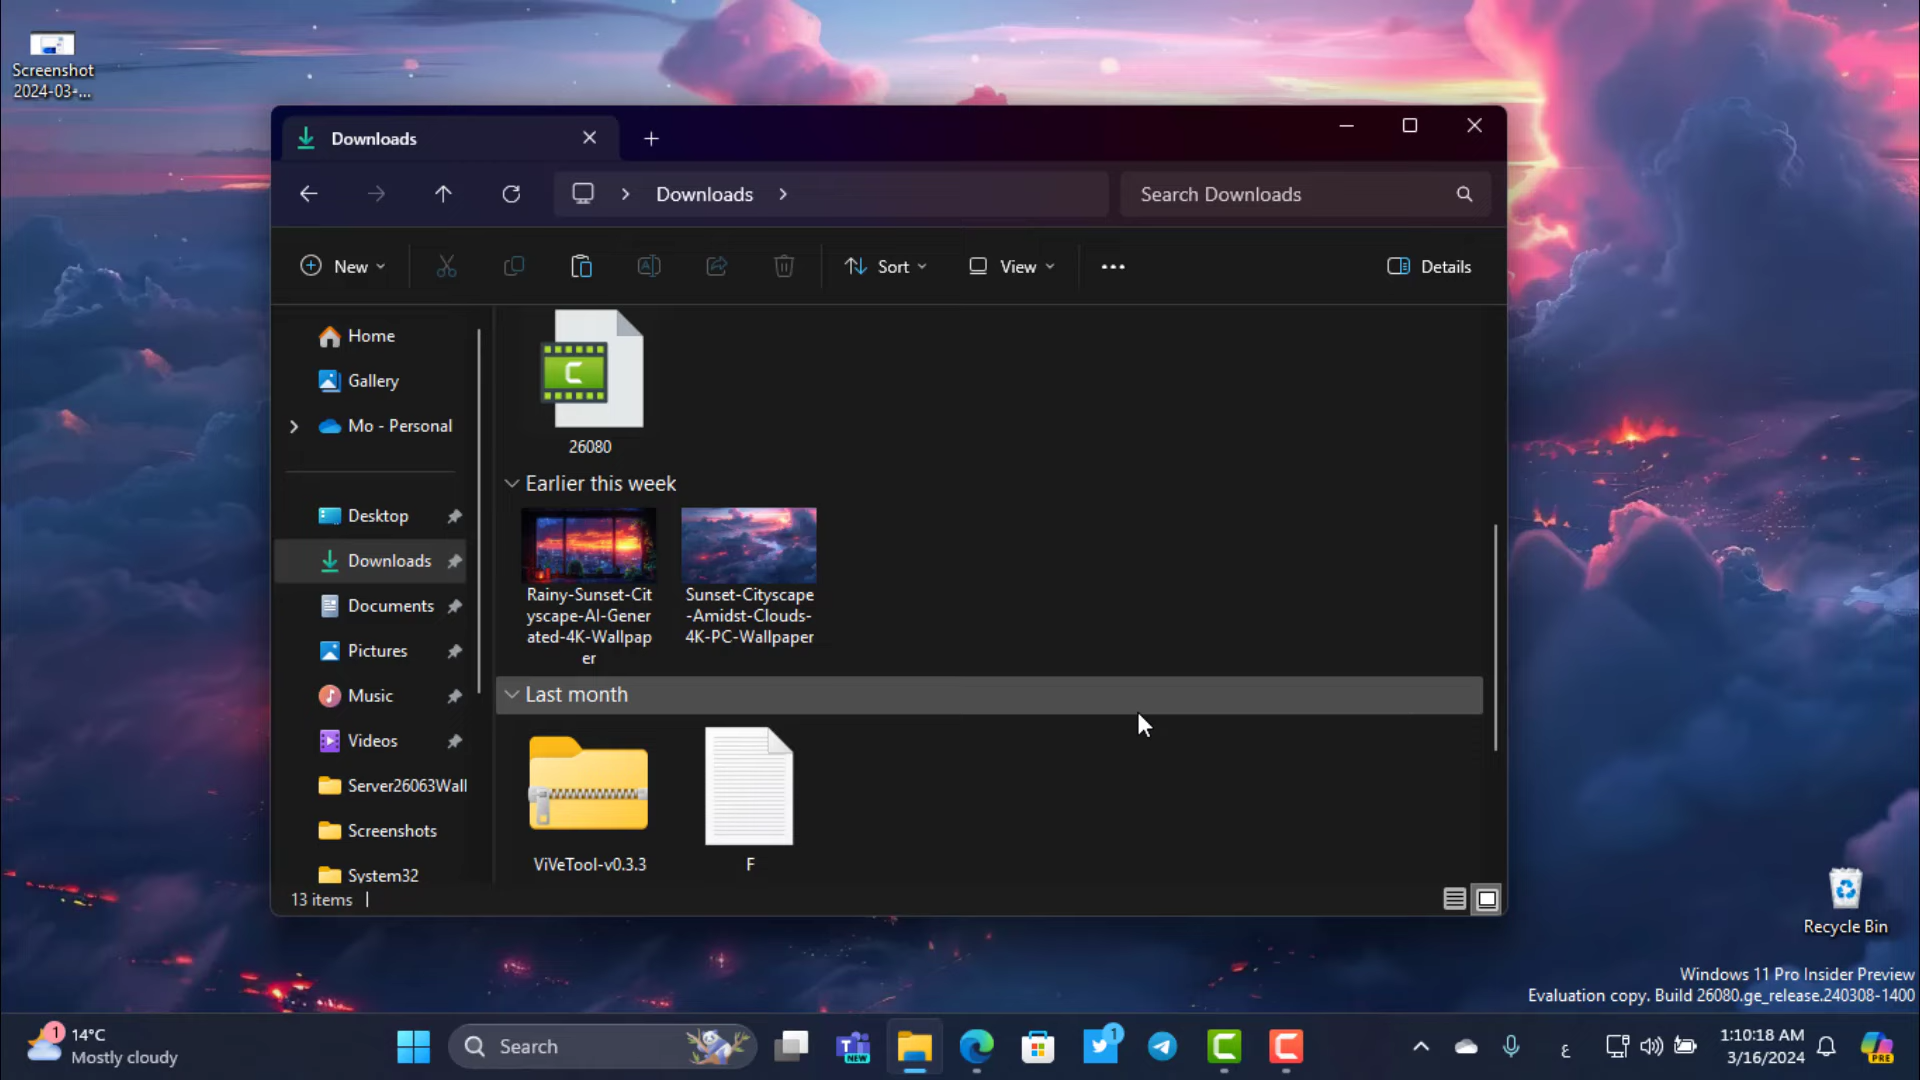 Screenshot
2024-03-...
Downloads
Downloads
Search Downloads
New
Sort
View
Details
Home
Gallery
Mo - Personal
Desktop
Downloads
Documents
Pictures
Music
Videos
Server26063Wall
Screenshots
System32
26080
Earlier this week
Rainy-Sunset-Cit
yscape-AI-Gener
ated-4K-Wallpap
er
Sunset-Cityscape
-Amidst-Clouds-
4K-PC-Wallpaper
Last month
ViVeTool-v0.3.3
F
13 items
Recycle Bin
Windows 11 Pro Insider Preview
Evaluation copy. Build 26080.ge_release.240308-1400
1
14°C
Mostly cloudy
Search
NEW
1
ع
1:10:18 AM
3/16/2024
PRE